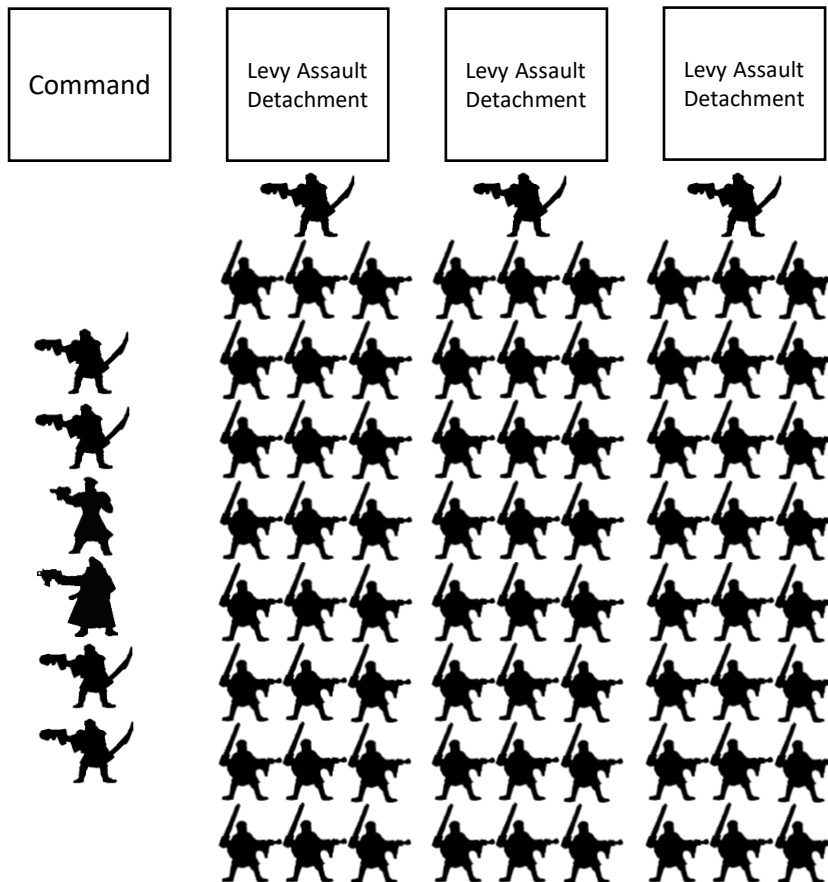 Command
Levy Assault
Detachment
Levy Assault
Detachment
Levy Assault
Detachment